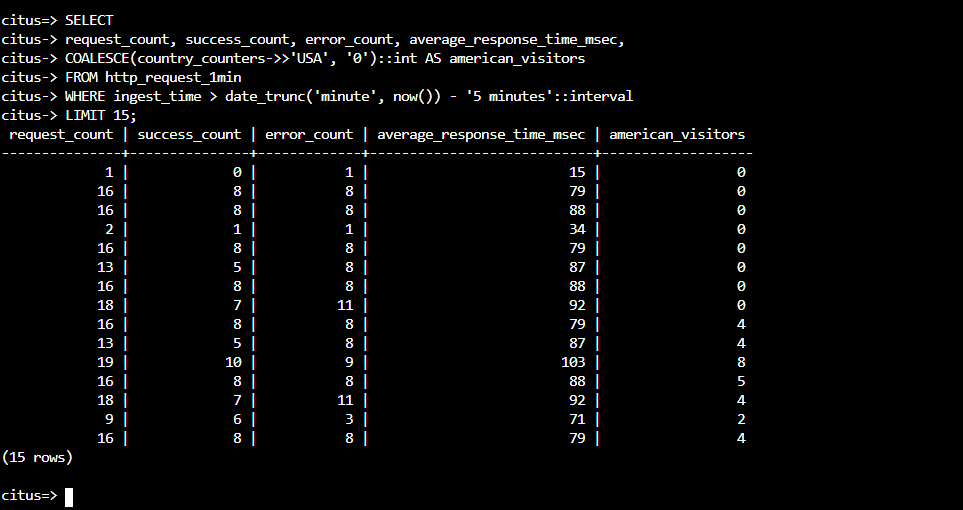 citus=> SELECT
citus-> request_count, success_count, error_count, average_response_time_msec,
citus-> COALESCE(country_counters->>'USA', '0')::int AS american_visitors
citus-> FROM http_request_1min
citus-> WHERE ingest_time > date_trunc('minute', now()) - '5 minutes'::interval
citus-> LIMIT 15;
 request_count | success_count | error_count | average_response_time_msec | american_visitors
---------------+---------------+-------------+----------------------------+-------------------
             1 |             0 |           1 |                         15 |                 0
            16 |             8 |           8 |                         79 |                 0
            16 |             8 |           8 |                         88 |                 0
             2 |             1 |           1 |                         34 |                 0
            16 |             8 |           8 |                         79 |                 0
            13 |             5 |           8 |                         87 |                 0
            16 |             8 |           8 |                         88 |                 0
            18 |             7 |          11 |                         92 |                 0
            16 |             8 |           8 |                         79 |                 4
            13 |             5 |           8 |                         87 |                 4
            19 |            10 |           9 |                        103 |                 8
            16 |             8 |           8 |                         88 |                 5
            18 |             7 |          11 |                         92 |                 4
             9 |             6 |           3 |                         71 |                 2
            16 |             8 |           8 |                         79 |                 4
(15 rows)
citus=>